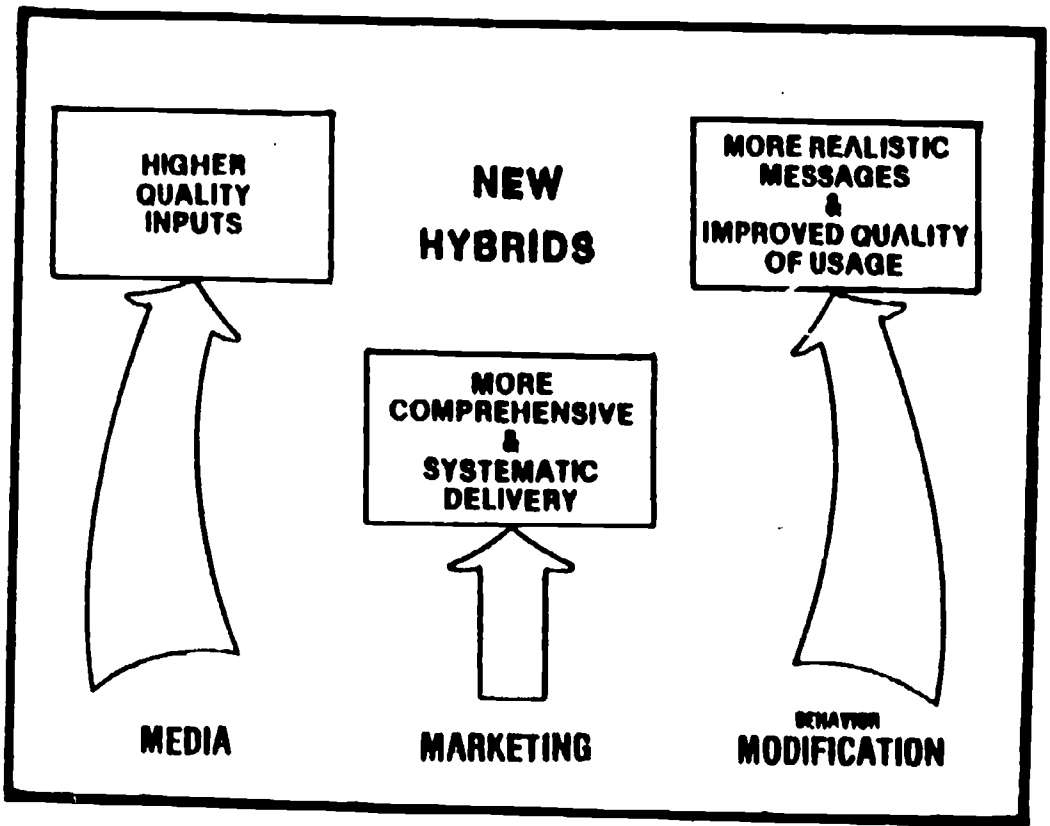 HIGHER
QUALITY
INPUTS
NEW
HYBRIDS
MORE REALISTIC
MESSAGES
&
IMPROVED QUALITY
OF USAGE
MORE
COMPREHENSIVE
&
SYSTEMATIC
DELIVERY
MEDIA
MARKETING
BEHAVIOR
MODIFICATION